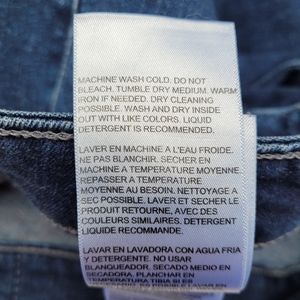 MACHINE WASH COLD. DO NOT
BLEACH. TUMBLE DRY MEDIUM. WARM
IRON IF NEEDED. DRY CLEANING
POSSIBLE. WASH AND DRY INSIDE
OUT WITH LIKE COLORS. LIQUID
DETERGENT IS RECOMMENDED.
LAVER EN MACHINE A L'EAU FROIDE.
NE PAS BLANCHIR. SECHER EN
MACHINE A TEMPERATURE MOYENNE.
REPASSER A TEMPERATURE
MOYENNE AU BESOIN. NETTOYAGE A
SEC POSSIBLE. LAVER ET SECHER LE
PRODUIT RETOURNE, AVEC DES
COULEURS SIMILAIRES. DETERGENT
LIQUIDE RECOMMANDE.
LAVAR EN LAVADORA CON AGUA FRIA
Y DETERGENTE. NO USAR
BLANQUEADOR. SECADO MEDIO EN
SECADORA. PLANCHAR EN
TEMPERATURA TIBIA SI ES